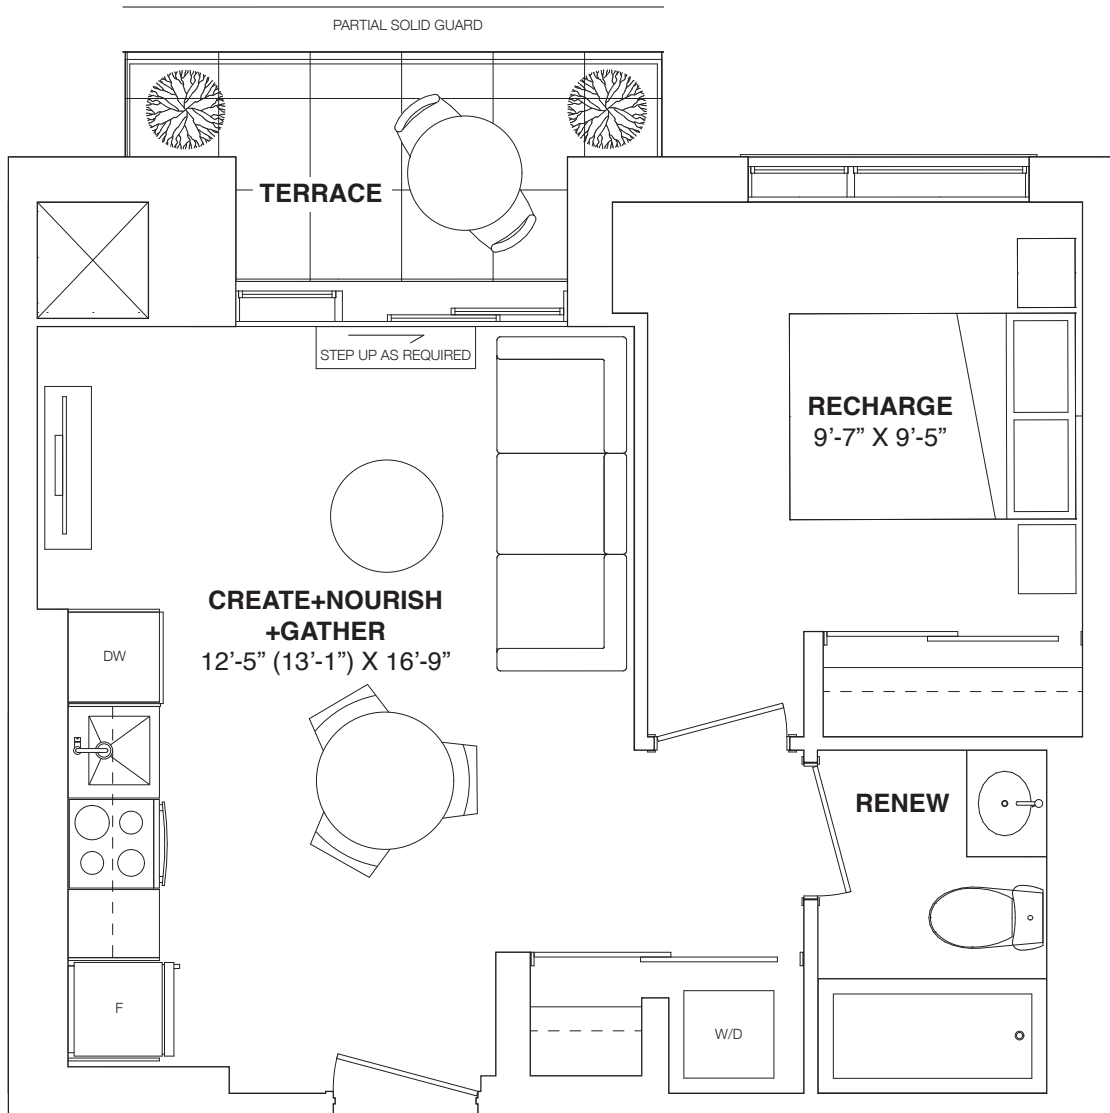 PARTIAL SOLID GUARD
TERRACE
STEP UP AS REQUIRED
RECHARGE
9’-7” X 9’-5”
CREATE+NOURISH
+GATHER
12’-5” (13’-1”) X 16’-9”
DW
RENEW
F
W/D